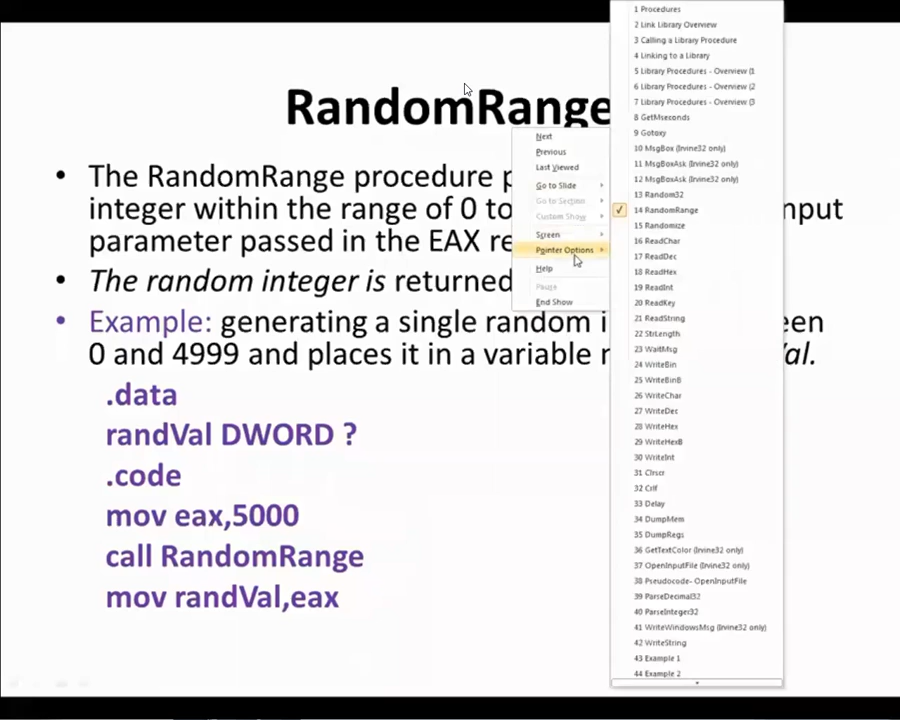 RandomRange
• The RandomRange procedure p
integer within the range of 0 to nput
parameter passed in the EAX re
• The random integer is returned
• Example: generating a single random i een
0 and 4999 and places it in a variable r al.
.data
randVal DWORD ?
.code
mov eax,5000
call RandomRange
mov randVal,eax
Next
Previous
Last Viewed
Go to Slide
Go to Section
Custom Show
Screen
Pointer Options
Help
Pause
End Show
1 Procedures
2 Link Library Overview
3 Calling a Library Procedure
4 Linking to a Library
5 Library Procedures - Overview (1
6 Library Procedures - Overview (2
7 Library Procedures - Overview (3
8 GetMseconds
9 Gotoxy
10 MsgBox (Irvine32 only)
11 MsgBoxAsk (Irvine32 only)
12 MsgBoxAsk (Irvine32 only)
13 Random32
14 RandomRange
15 Randomize
16 ReadChar
17 ReadDec
18 ReadHex
19 ReadInt
20 ReadKey
21 ReadString
22 StrLength
23 WaitMsg
24 WriteBin
25 WriteBinB
26 WriteChar
27 WriteDec
28 WriteHex
29 WriteHexB
30 WriteInt
31 Clrscr
32 Crlf
33 Delay
34 DumpMem
35 DumpRegs
36 GetTextColor (Irvine32 only)
37 OpenInputFile (Irvine32 only)
38 Pseudocode- OpenInputFile
39 ParseDecimal32
40 ParseInteger32
41 WriteWindowsMsg (Irvine32 only)
42 WriteString
43 Example 1
44 Example 2